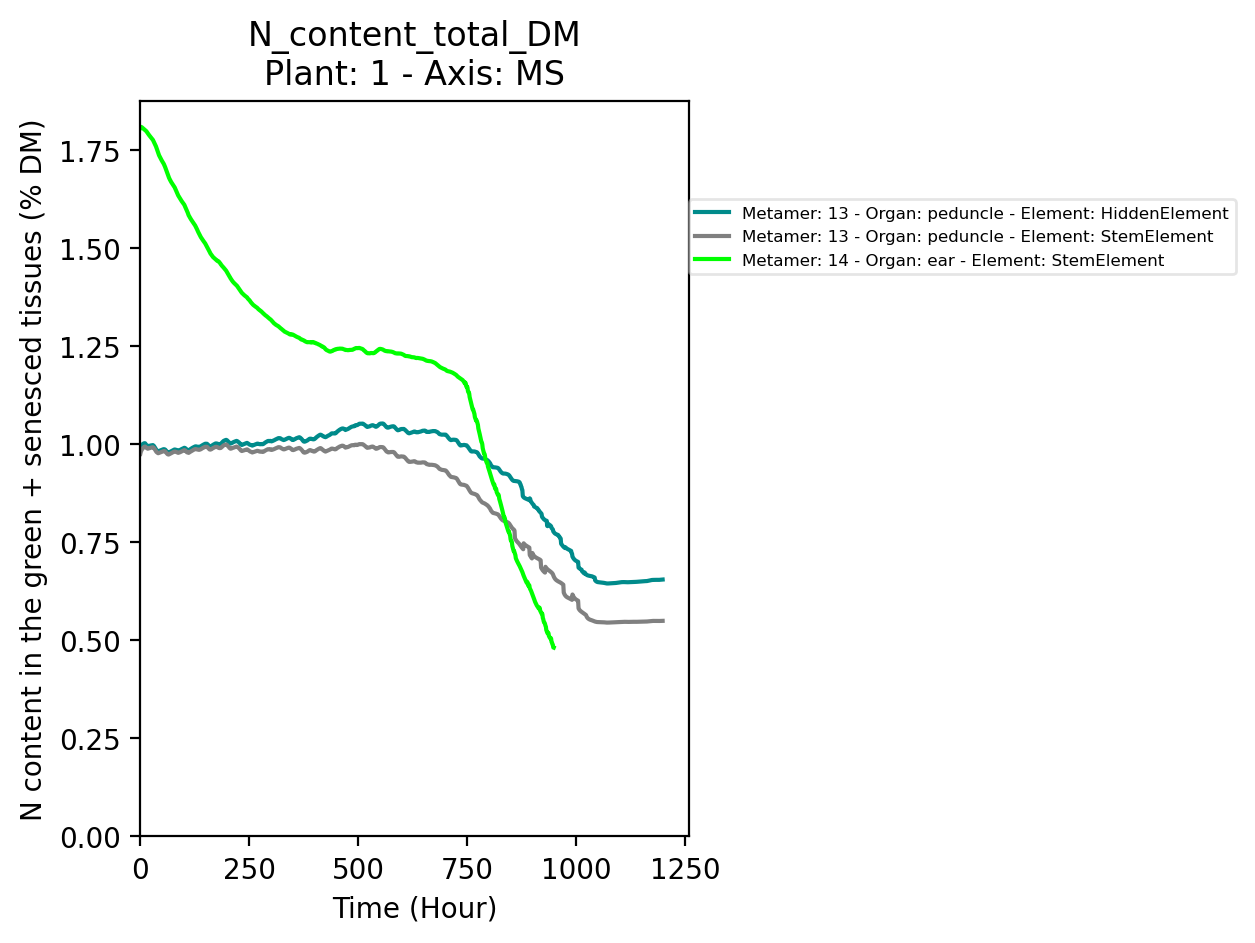 N_content_total_DM
Plant: 1 - Axis: MS
N content in the green + senesced tissues (% DM)
1.75
1.50
1.25
1.00
0.75
0.50
0.25
0.00
0
250
500
750
1000
1250
Time (Hour)
Metamer: 13 - Organ: peduncle - Element: HiddenElement
Metamer: 13 - Organ: peduncle - Element: StemElement
Metamer: 14 - Organ: ear - Element: StemElement